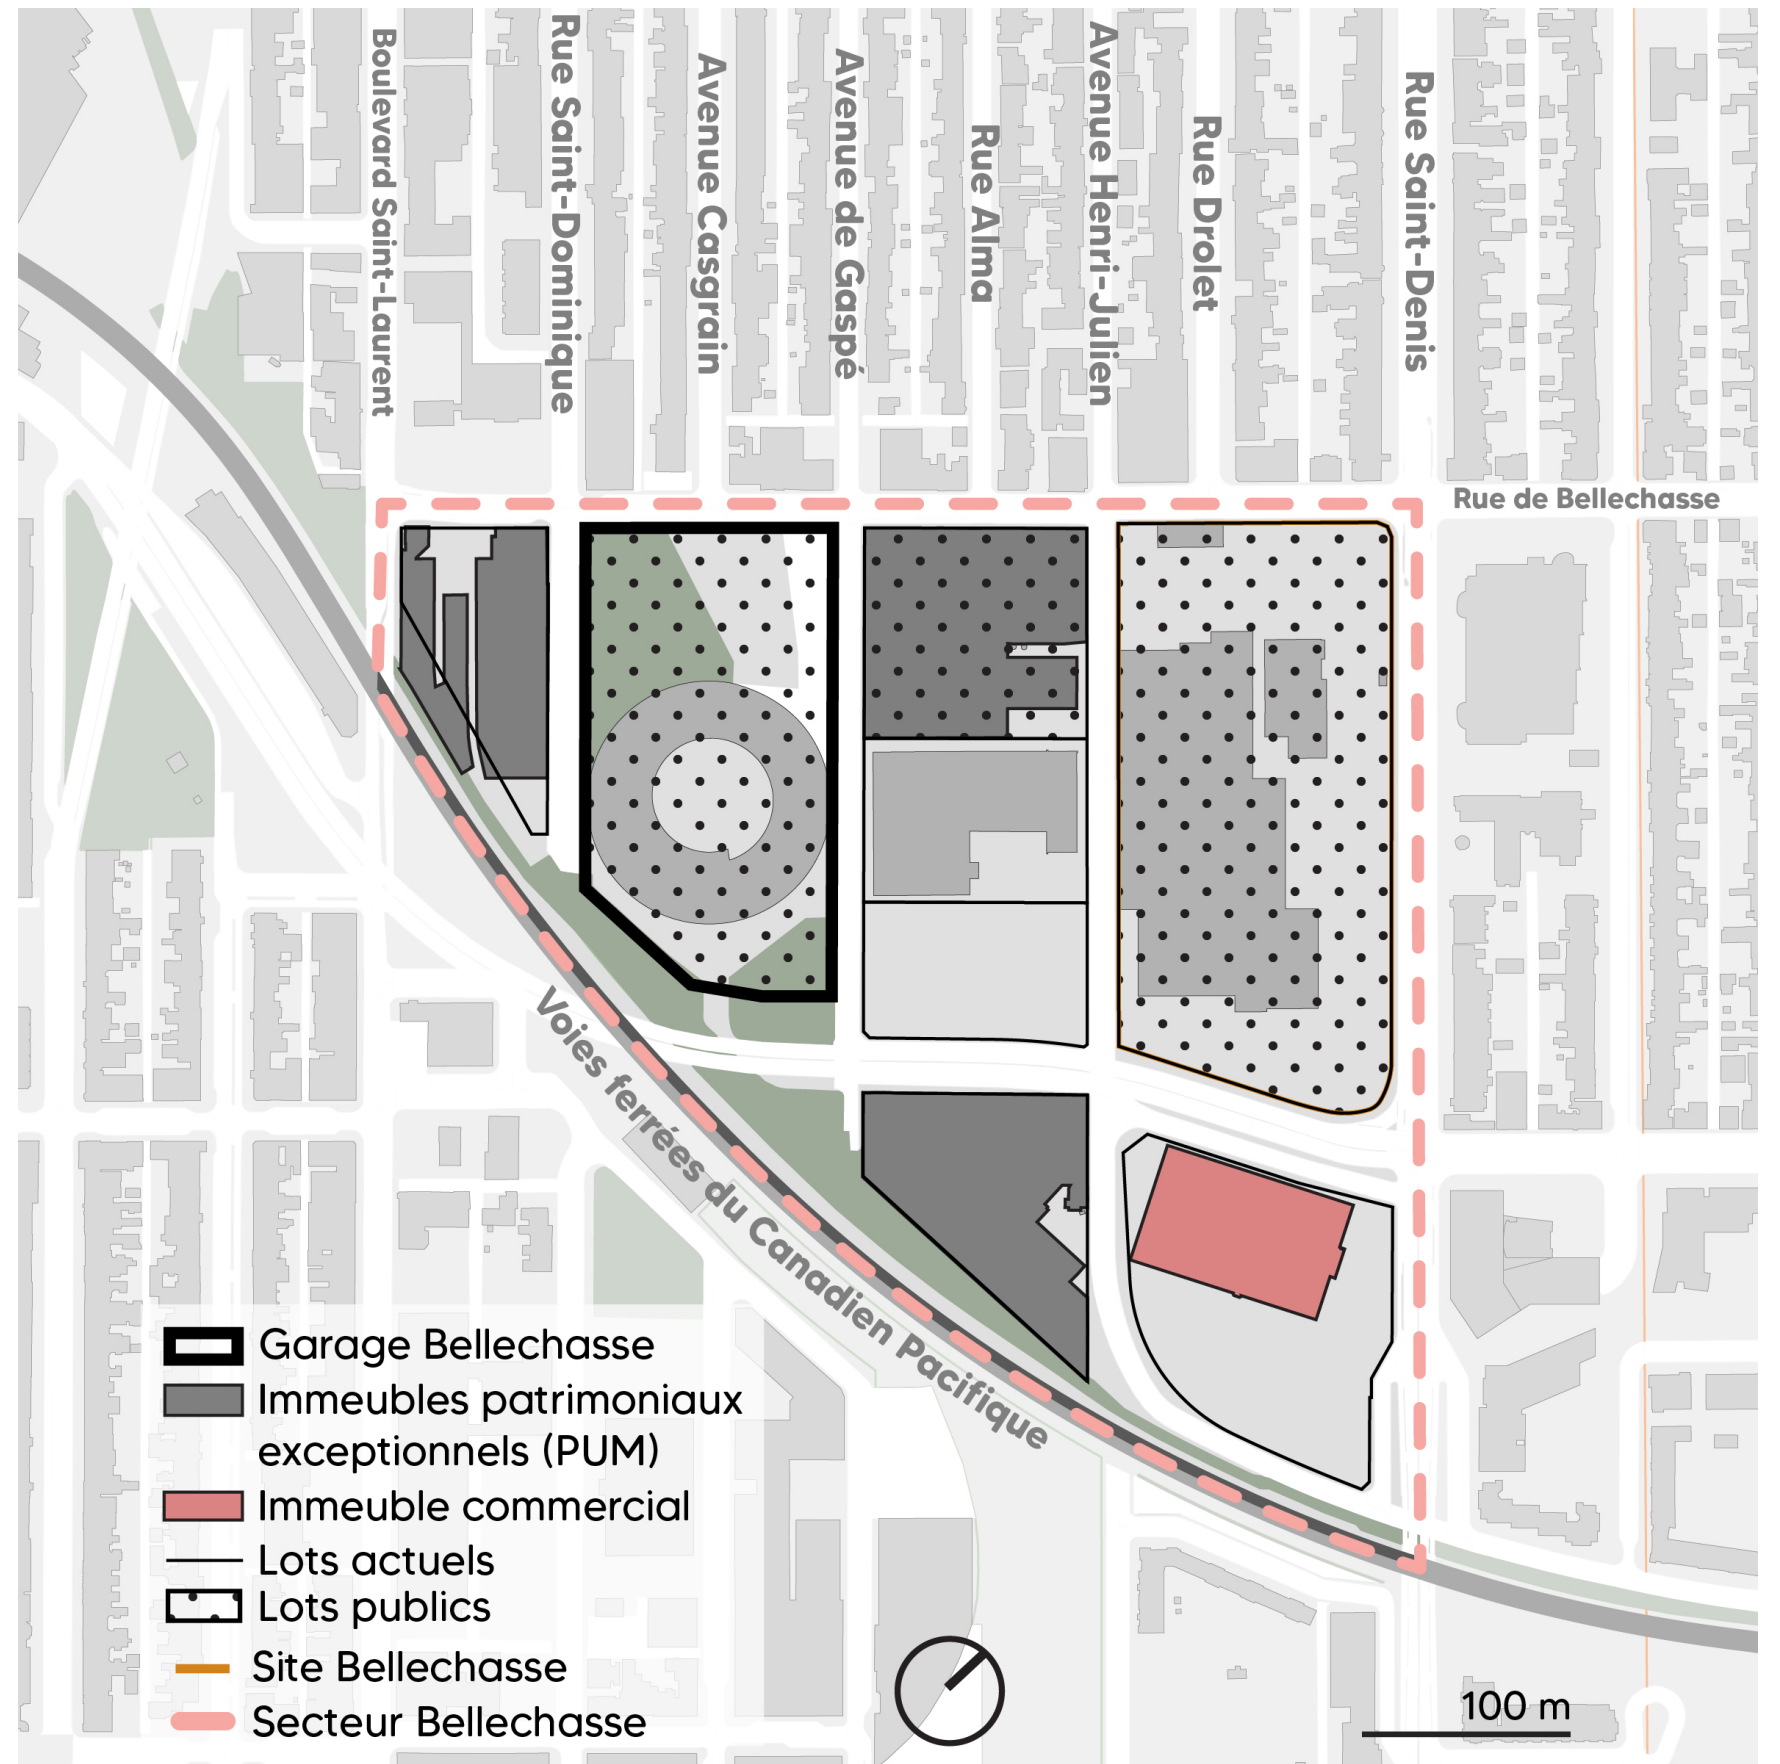 Boulevard Saint-Laurent
Rue Saint-Dominique
Avenue Casgrain
Avenue de Gaspé
Rue Alma
Avenue Henri-Julien
Rue Drolet
Rue Saint-Denis
Rue de Bellechasse
Voies ferrées du Canadien Pacifique
Garage Bellechasse
Immeubles patrimoniaux
exceptionnels (PUM)
Immeuble commercial
Lots actuels
Lots publics
Site Bellechasse
Secteur Bellechasse
100 m